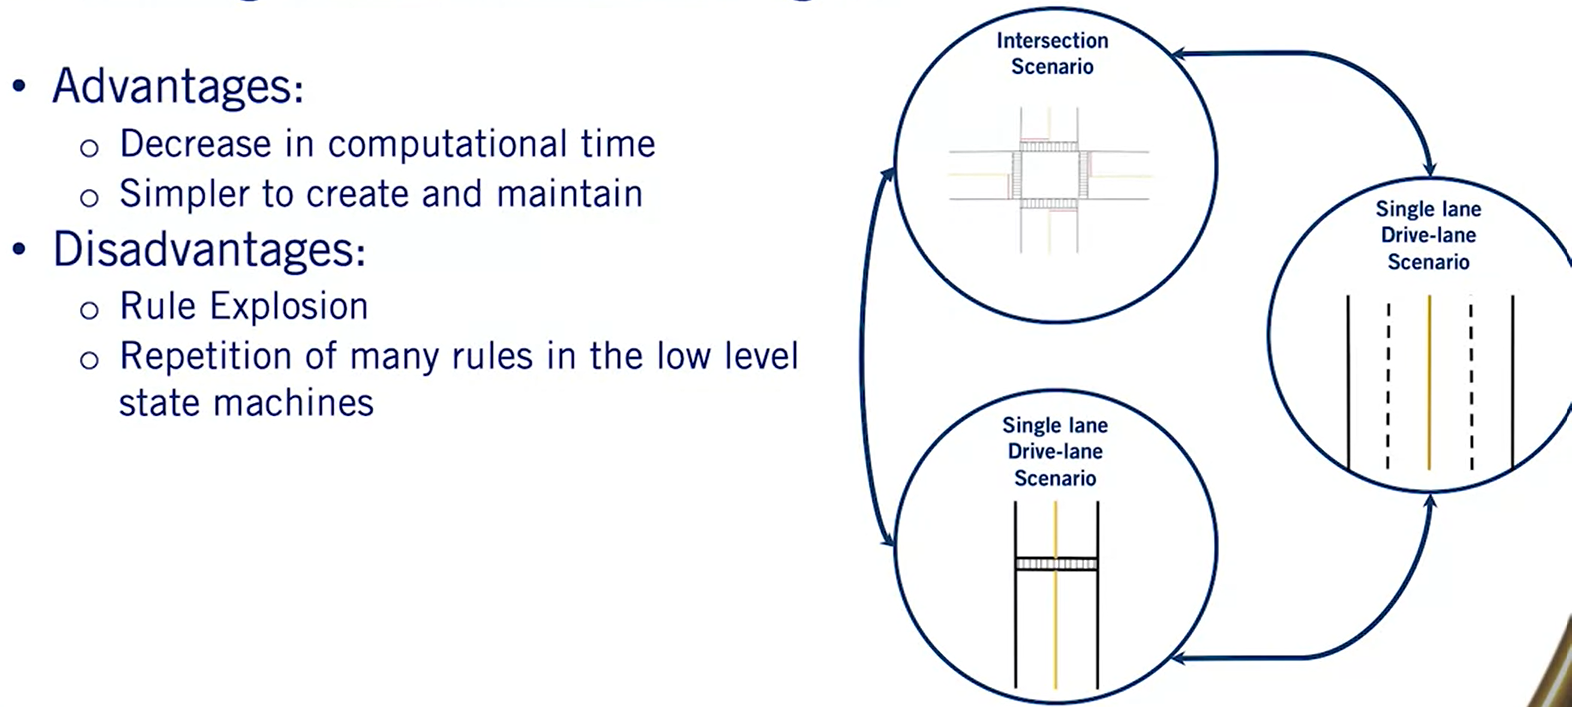 • Advantages:
o Decrease in computational time
o Simpler to create and maintain
• Disadvantages:
o Rule Explosion
o Repetition of many rules in the low level
state machines
Intersection
Scenario
Single lane
Drive-lane
Scenario
Single lane
Drive-lane
Scenario